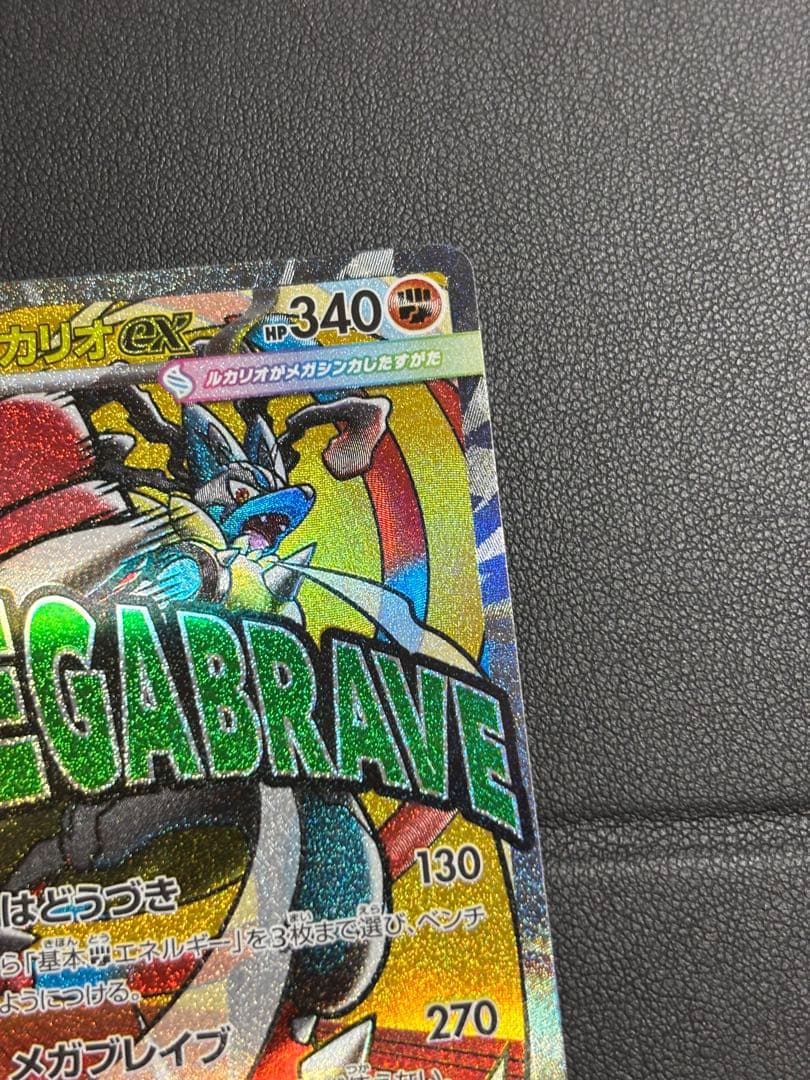 カリオex HP340
ルカリオがメガシンカしたすがた
EGABRAVE
はどうづき 130
ら「基本エネルギー」を3枚まで選び、ベンチ
ようにつける。
メガブレイブ 270